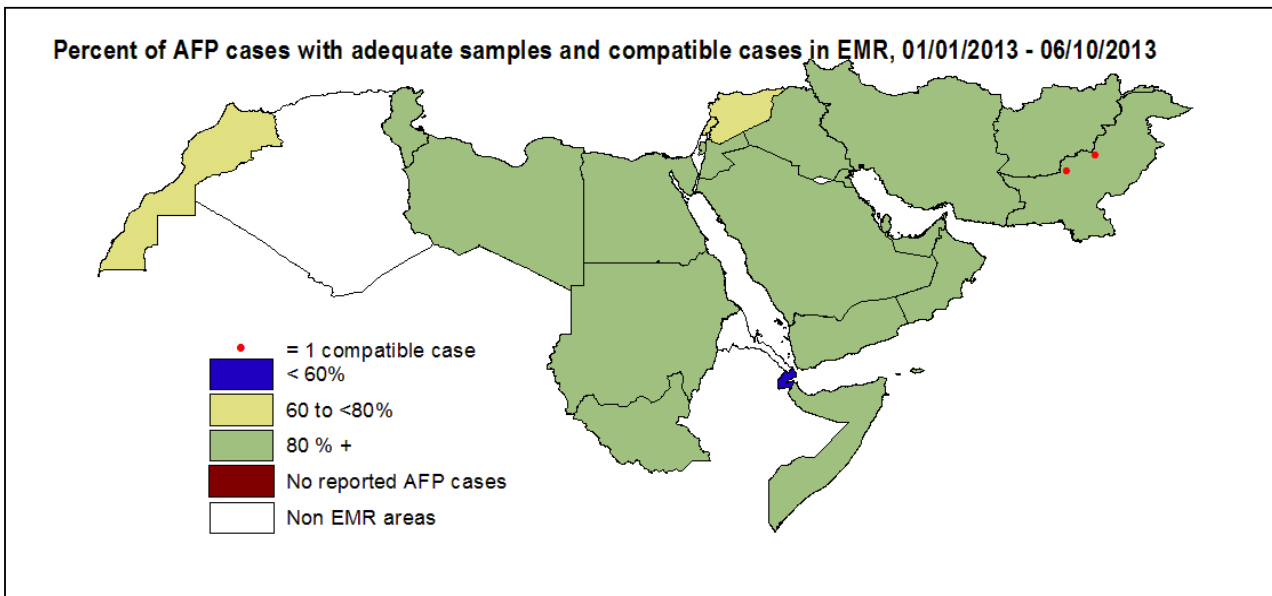 Percent of AFP cases with adequate samples and compatible cases in EMR, 01/01/2013 - 06/10/2013
= 1 compatible case
< 60%
60 to <80%
80 % +
No reported AFP cases
Non EMR areas